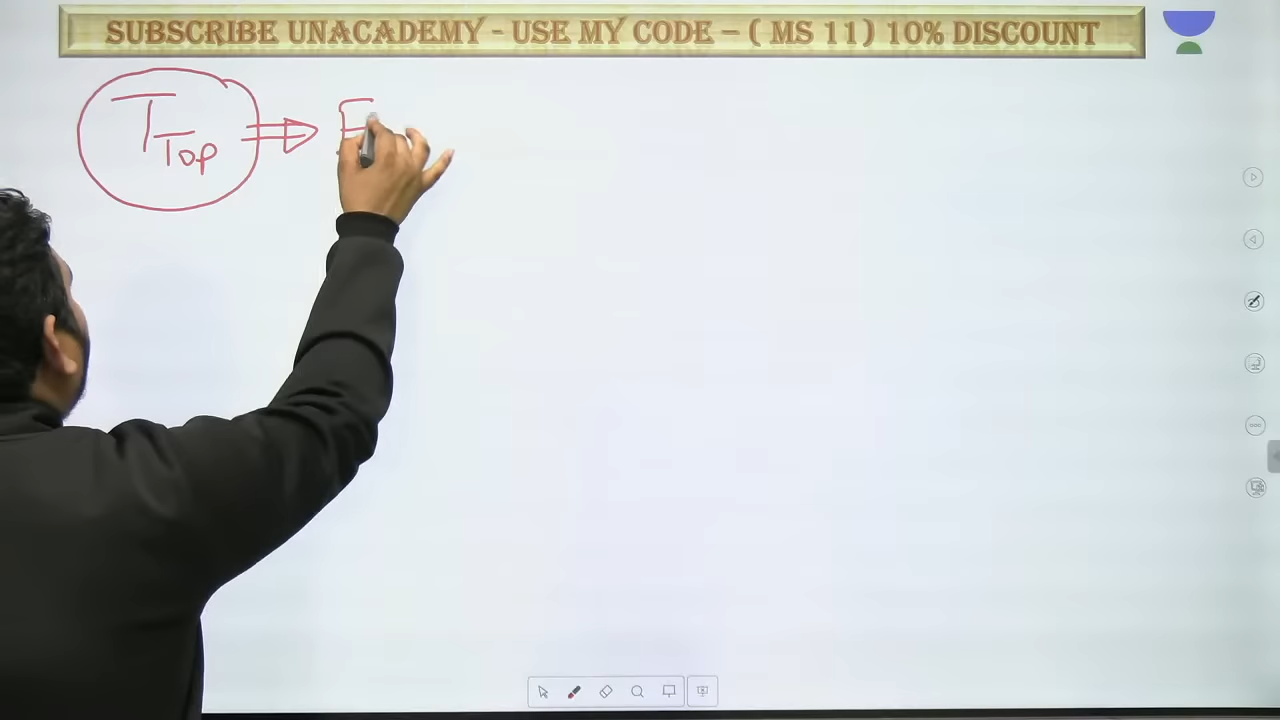 SUBSCRIBE UNACADEMY - USE MY CODE – ( MS 11 ) 10% DISCOUNT
T
Top